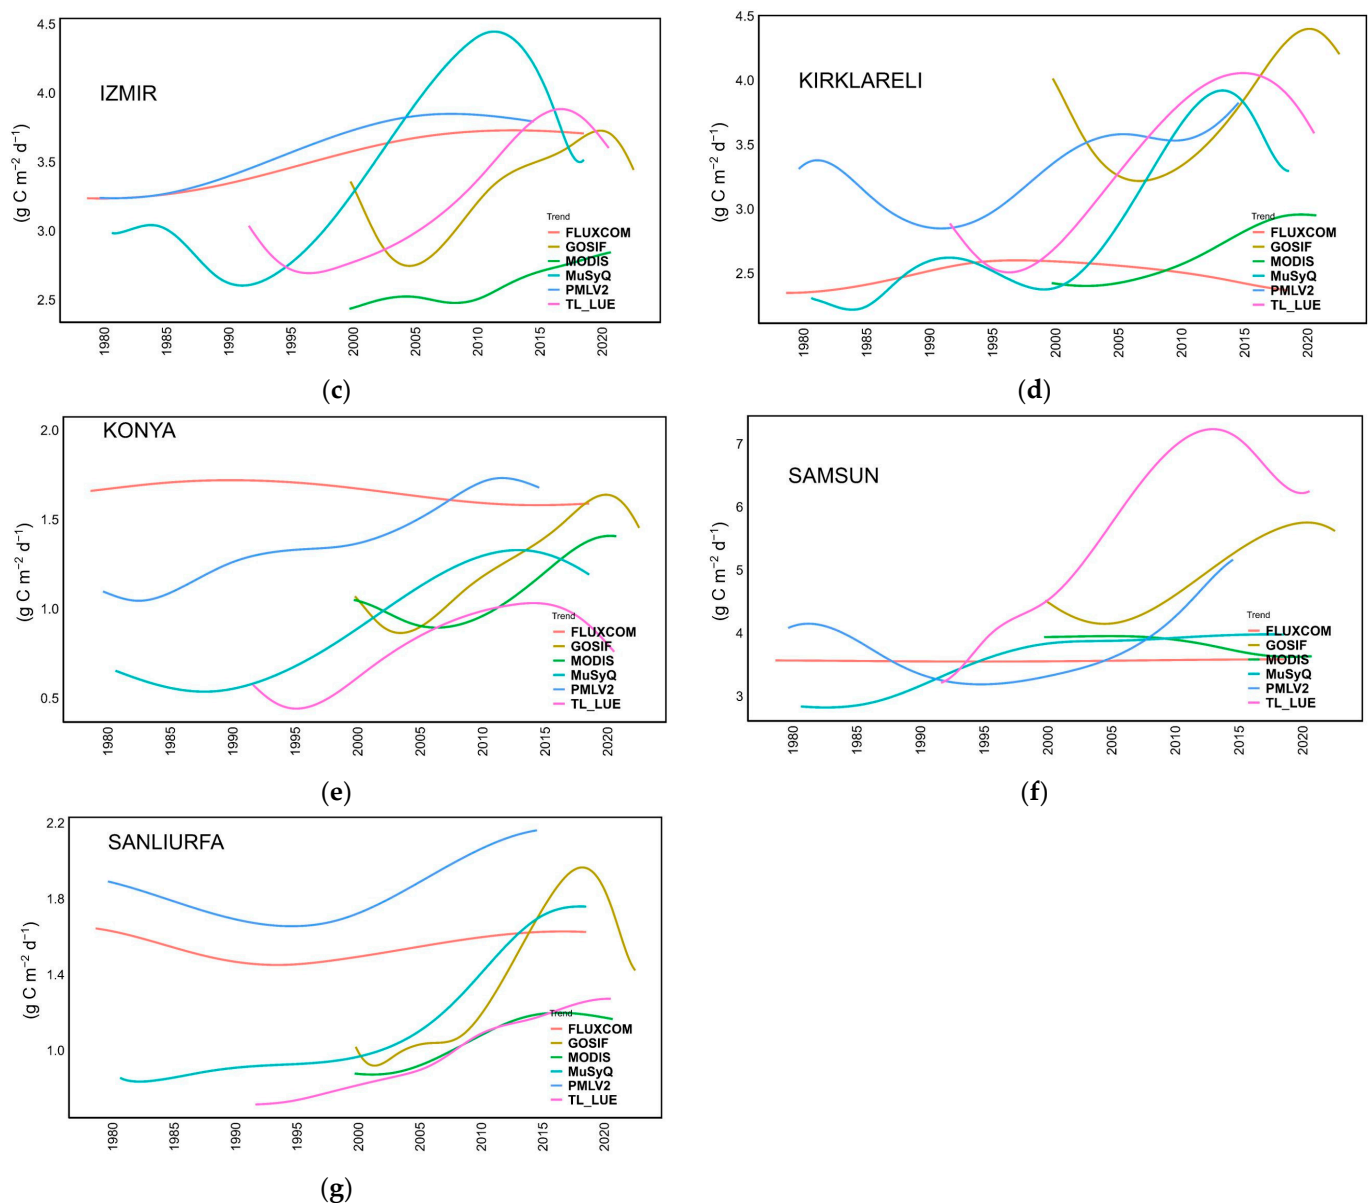 4.5
4.0
3.5
3.0
2.5
(g C m⁻² d⁻¹)
IZMIR
Trend
FLUXCOM
GOSIF
MODIS
MuSyQ
PMLV2
TL_LUE
1980
1985
1990
1995
2000
2005
2010
2015
2020
(c)
4.5
4.0
3.5
3.0
2.5
(g C m⁻² d⁻¹)
KIRKLARELI
Trend
FLUXCOM
GOSIF
MODIS
MuSyQ
PMLV2
TL_LUE
1980
1985
1990
1995
2000
2005
2010
2015
2020
(d)
2.0
1.5
1.0
0.5
(g C m⁻² d⁻¹)
KONYA
Trend
FLUXCOM
GOSIF
MODIS
MuSyQ
PMLV2
TL_LUE
1980
1985
1990
1995
2000
2005
2010
2015
2020
(e)
7
6
5
4
3
(g C m⁻² d⁻¹)
SAMSUN
Trend
FLUXCOM
GOSIF
MODIS
MuSyQ
PMLV2
TL_LUE
1980
1985
1990
1995
2000
2005
2010
2015
2020
(f)
2.2
1.8
1.4
1.0
(g C m⁻² d⁻¹)
SANLIURFA
Trend
FLUXCOM
GOSIF
MODIS
MuSyQ
PMLV2
TL_LUE
1980
1985
1990
1995
2000
2005
2010
2015
2020
(g)